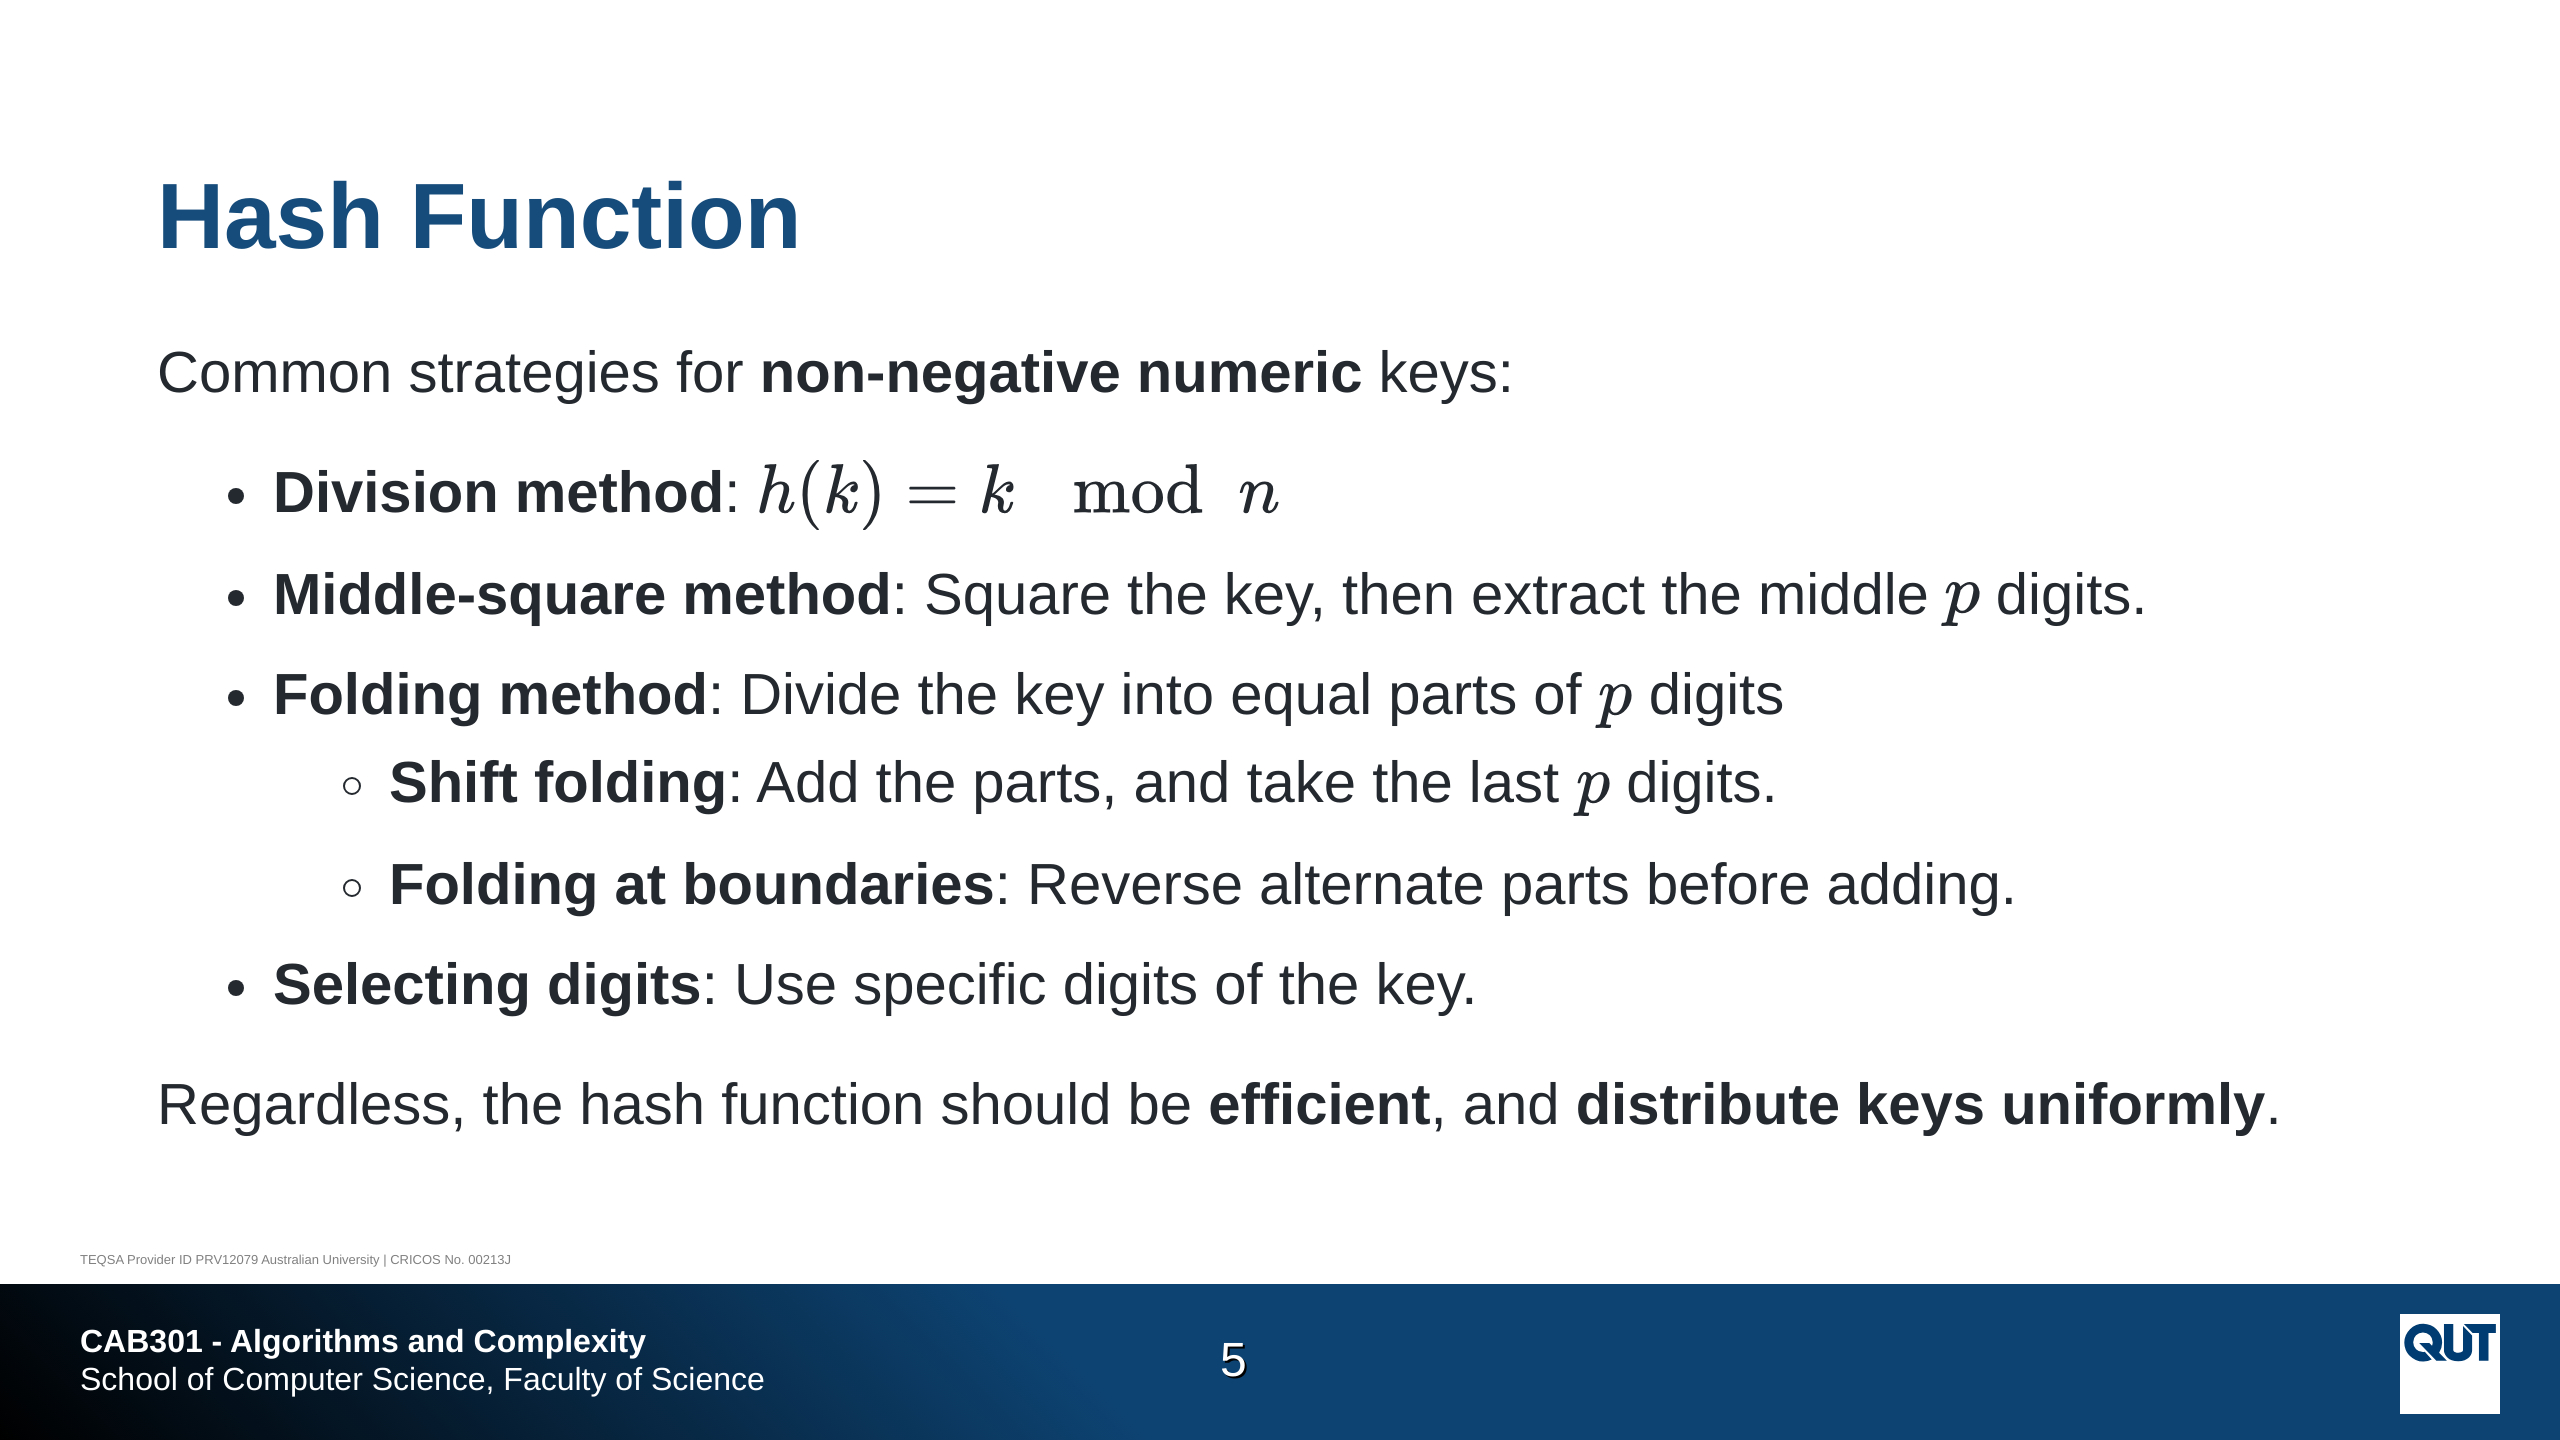 Hash Function
Common strategies for non-negative numeric keys:
• Division method: h(k) = k mod n
• Middle-square method: Square the key, then extract the middle p digits.
• Folding method: Divide the key into equal parts of p digits
◦ Shift folding: Add the parts, and take the last p digits.
◦ Folding at boundaries: Reverse alternate parts before adding.
• Selecting digits: Use specific digits of the key.
Regardless, the hash function should be efficient, and distribute keys uniformly.
TEQSA Provider ID PRV12079 Australian University | CRICOS No. 00213J
CAB301 - Algorithms and Complexity
School of Computer Science, Faculty of Science
5
QUT